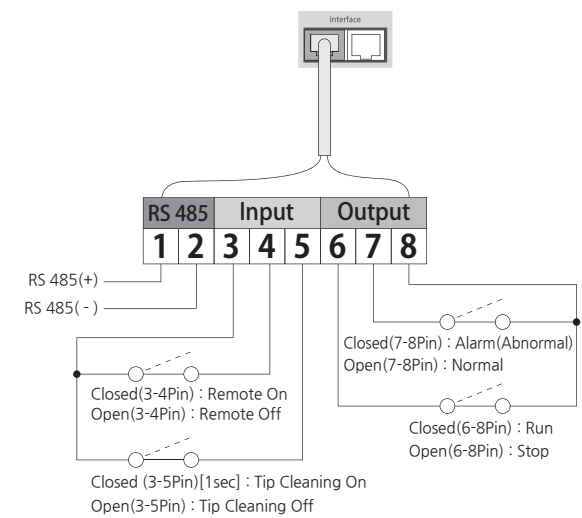 Interface
RS 485 Input Output
1 2 3 4 5 6 7 8
RS 485(+)
RS 485( - )
Closed(7-8Pin) : Alarm(Abnormal)
Open(7-8Pin) : Normal
Closed(3-4Pin) : Remote On
Open(3-4Pin) : Remote Off
Closed(6-8Pin) : Run
Open(6-8Pin) : Stop
Closed (3-5Pin)[1sec] : Tip Cleaning On
Open(3-5Pin) : Tip Cleaning Off